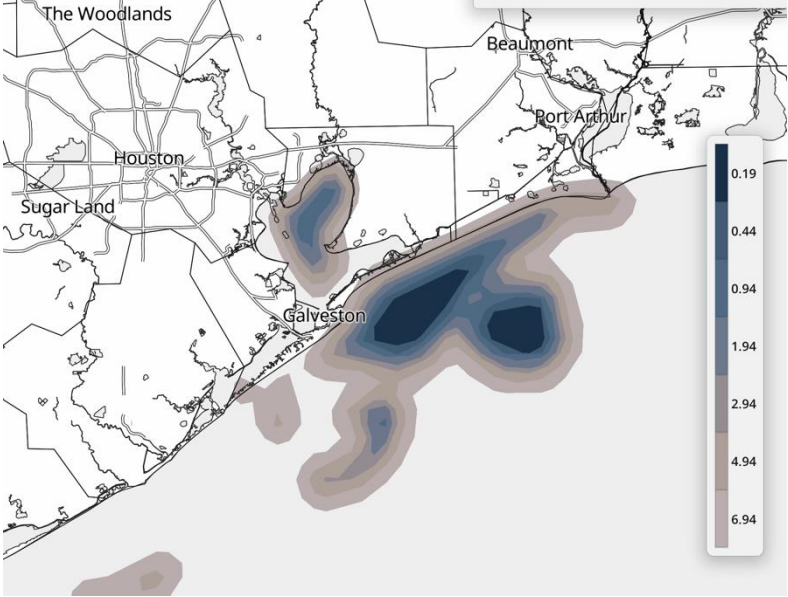 The Woodlands
Beaumont
Port Arthur
Houston
Sugar Land
Galveston
0.19
0.44
0.94
1.94
2.94
4.94
6.94